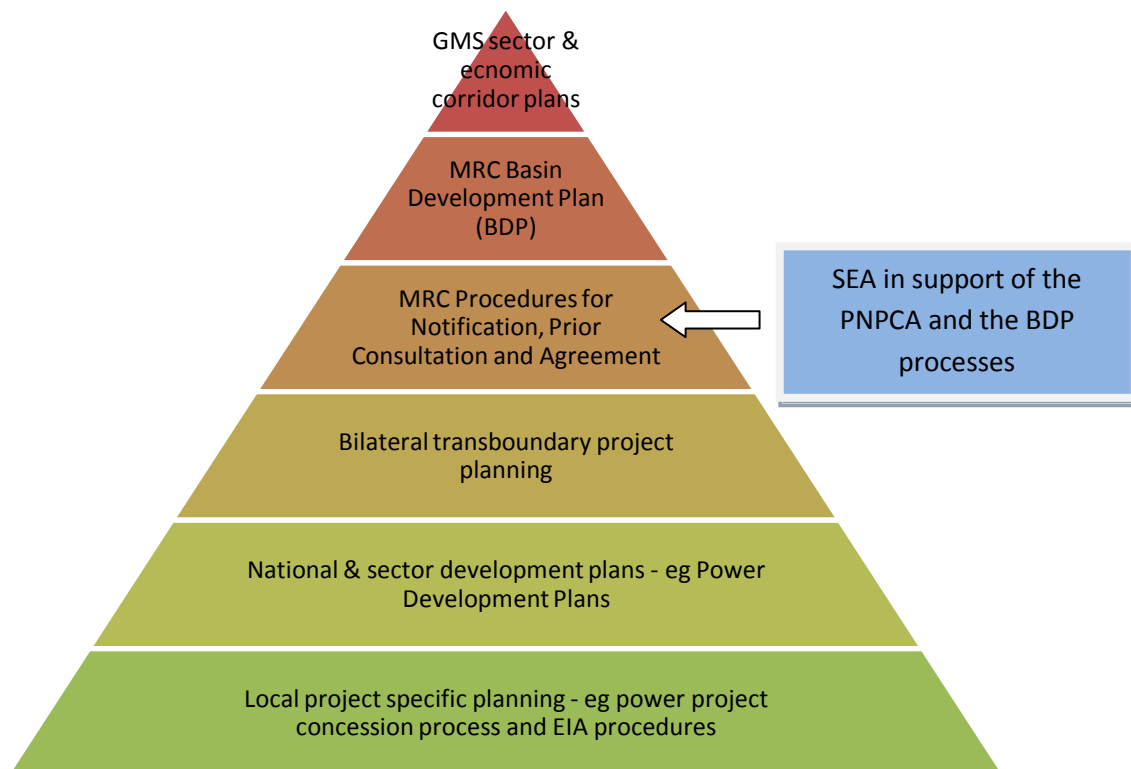 GMS sector &
ecnomic
corridor plans
MRC Basin
Development Plan
(BDP)
MRC Procedures for
Notification, Prior
Consultation and Agreement
SEA in support of the
PNPCA and the BDP
processes
Bilateral transboundary project
planning
National & sector development plans - eg Power
Development Plans
Local project specific planning - eg power project
concession process and EIA procedures